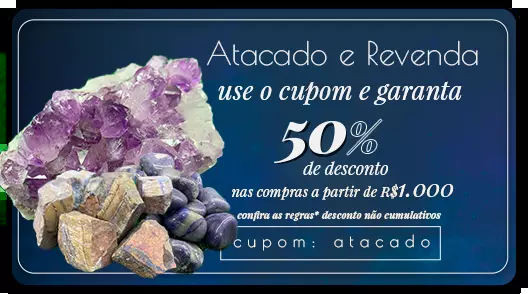 Atacado e Revenda
use o cupom e garanta
50%
de desconto
nas compras a partir de R$1.000
confira as regras* desconto não cumulativos
cupom: atacado